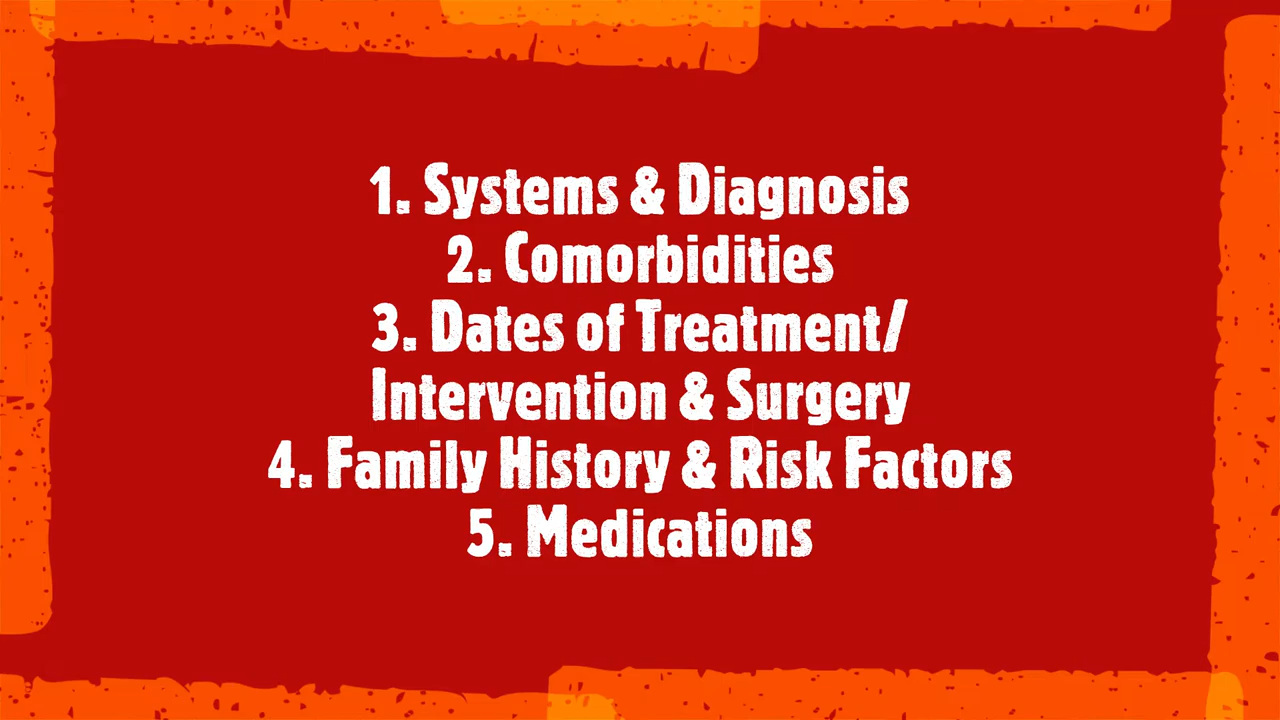 1. Systems & Diagnosis
2. Comorbidities
3. Dates of Treatment/
Intervention & Surgery
4. Family History & Risk Factors
5. Medications